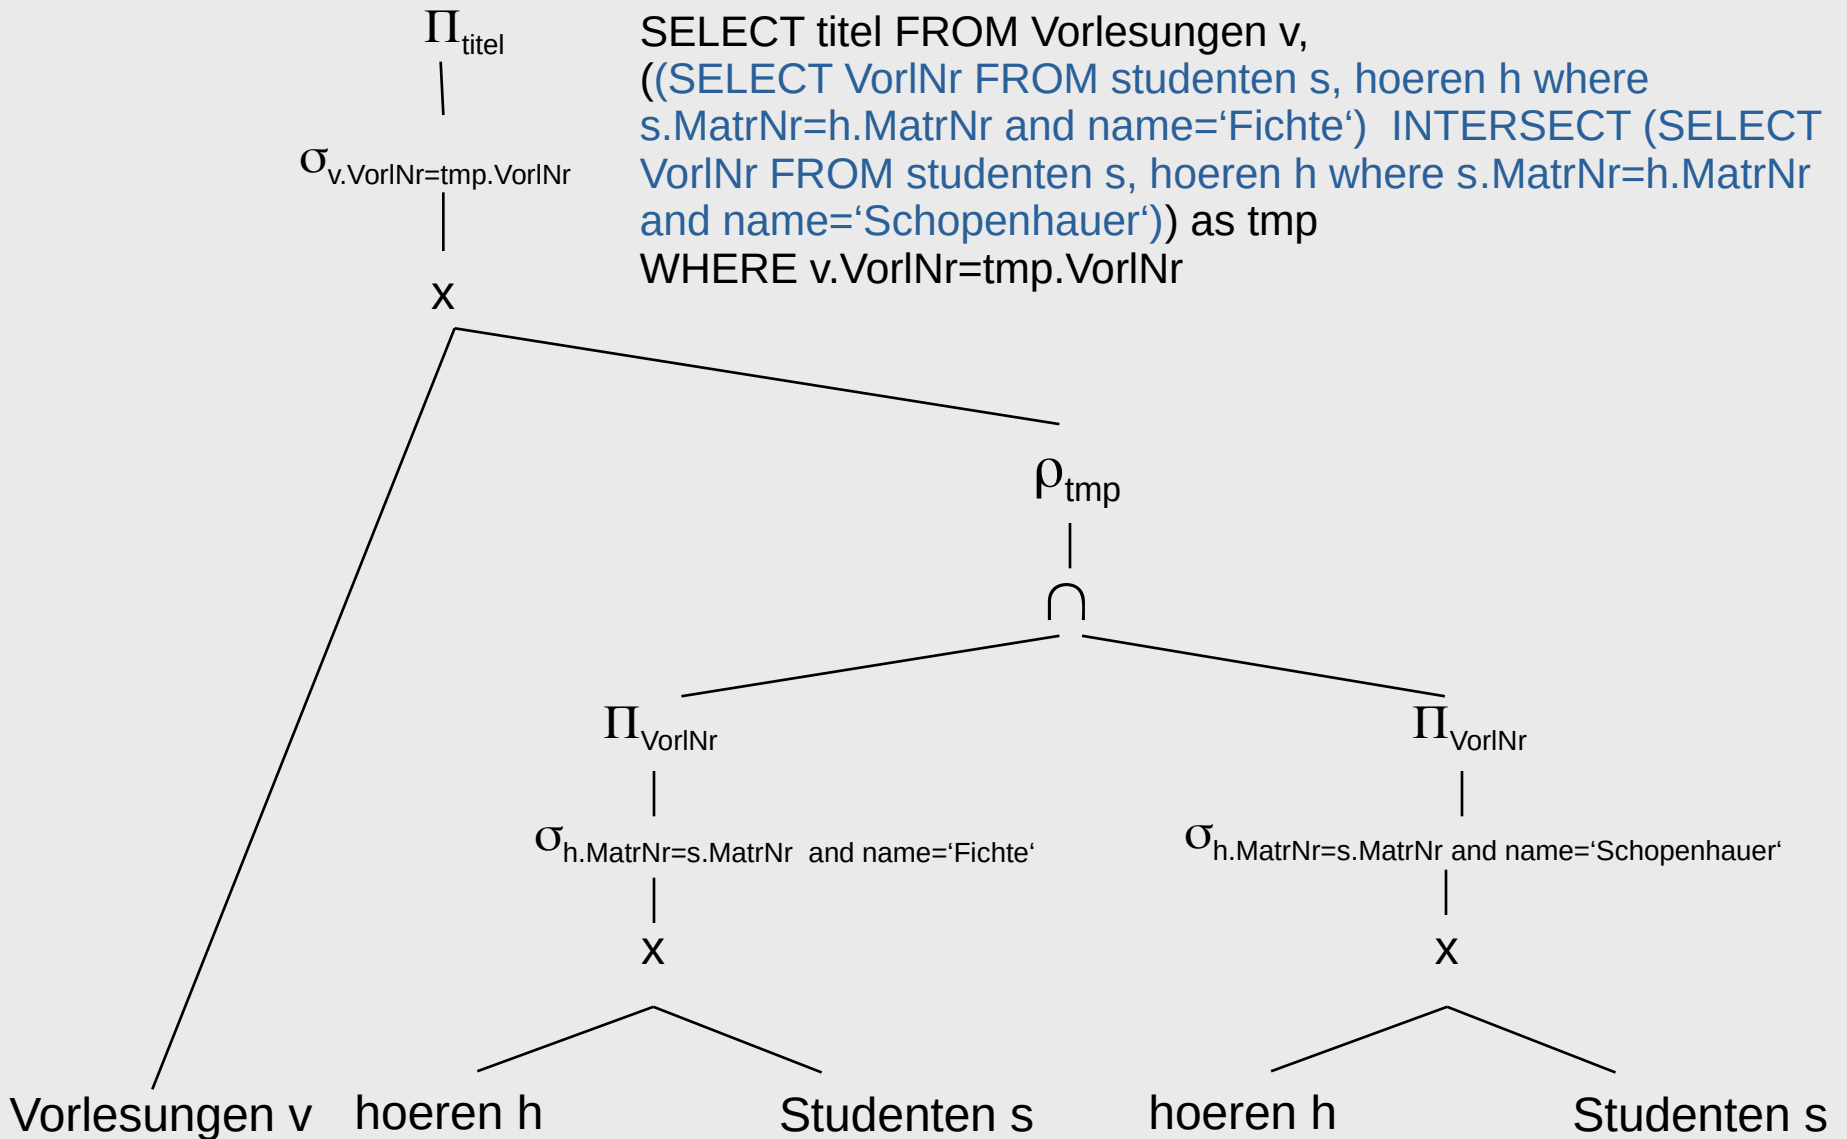 Π titel
SELECT titel FROM Vorlesungen v,
((SELECT VorlNr FROM studenten s, hoeren h where
s.MatrNr=h.MatrNr and name=‘Fichte‘)  INTERSECT (SELECT
VorlNr FROM studenten s, hoeren h where s.MatrNr=h.MatrNr
and name=‘Schopenhauer‘)) as tmp
WHERE v.VorlNr=tmp.VorlNr
σ v.VorlNr=tmp.VorlNr
x
ρ tmp
∩
Π VorlNr
Π VorlNr
σ h.MatrNr=s.MatrNr  and name=‘Fichte‘
σ h.MatrNr=s.MatrNr and name=‘Schopenhauer‘
x
x
Vorlesungen v
hoeren h
Studenten s
hoeren h
Studenten s